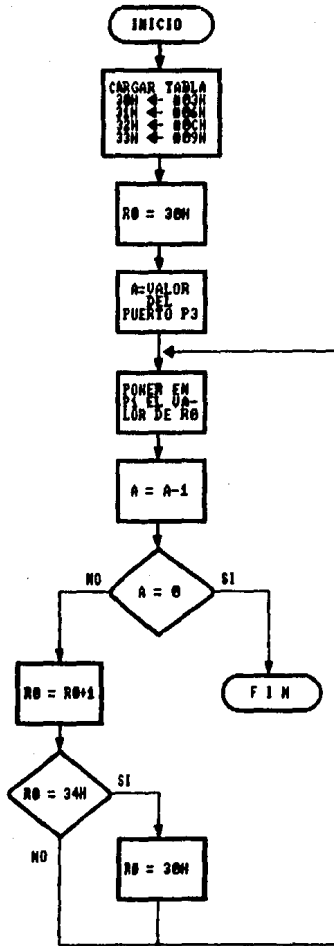 INICIO
CARGAR TABLA
30H ← 003H
31H ← 006H
32H ← 00CH
33H ← 009H
R0 = 30H
A=VALOR
DEL
PUERTO P3
PONER EN
P1 EL VA-
LOR DE R0
A = A-1
NO
A = 0
SI
R0 = R0+1
F I N
R0 = 34H
SI
NO
R0 = 30H